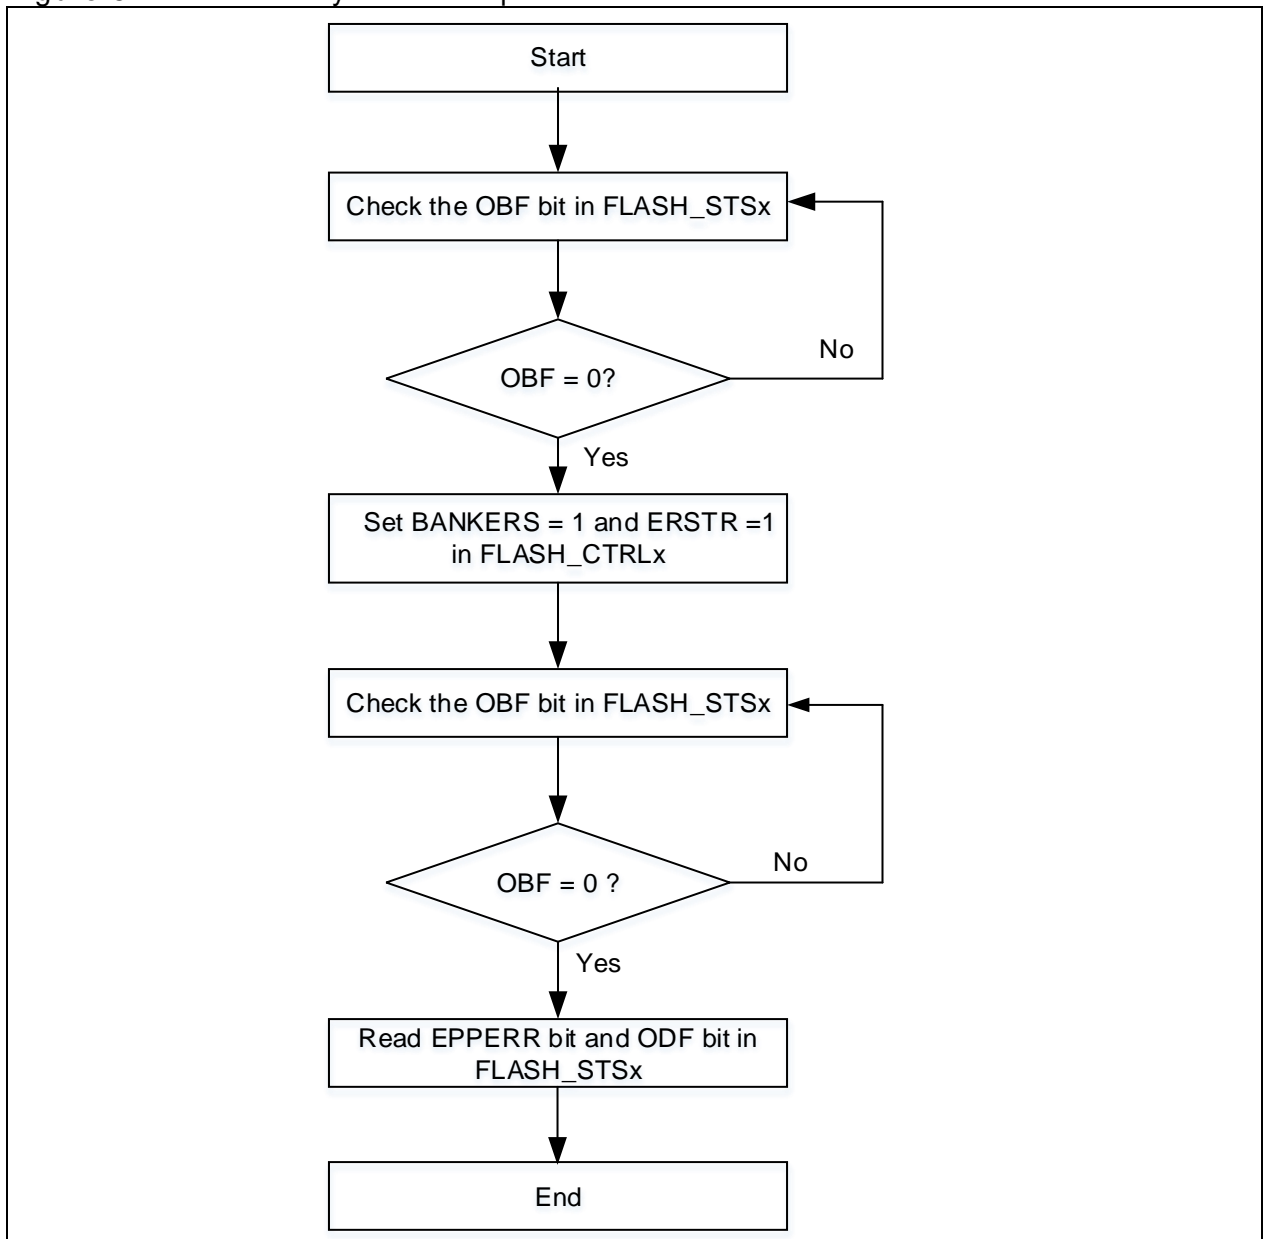 Start
Check the OBF bit in FLASH_STSx
No
OBF = 0?
Yes
Set BANKERS = 1 and ERSTR =1
in FLASH_CTRLx
Check the OBF bit in FLASH_STSx
No
OBF = 0 ?
Yes
Read EPPERR bit and ODF bit in
FLASH_STSx
End